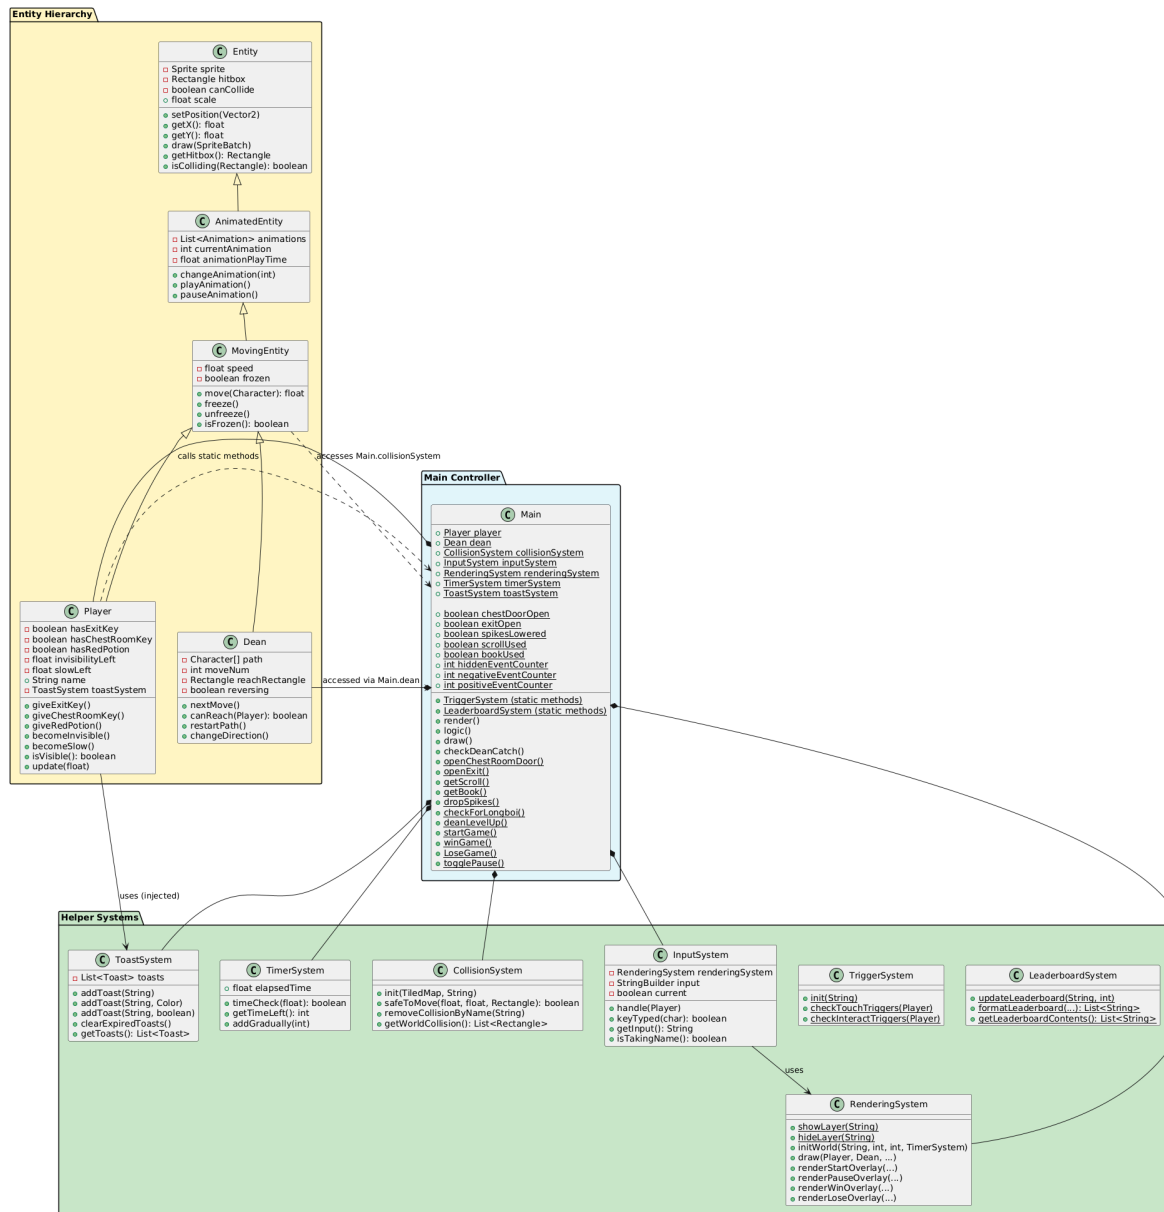 Entity Hierarchy
C Entity
Sprite sprite
Rectangle hitbox
boolean canCollide
float scale
setPosition(Vector2)
getX(): float
getY(): float
draw(SpriteBatch)
getHitbox(): Rectangle
isColliding(Rectangle): boolean
C AnimatedEntity
List<Animation> animations
int currentAnimation
float animationPlayTime
changeAnimation(int)
playAnimation()
pauseAnimation()
C MovingEntity
float speed
boolean frozen
move(Character): float
freeze()
unfreeze()
isFrozen(): boolean
calls static methods
accesses Main.collisionSystem
Main Controller
C Main
Player player
Dean dean
CollisionSystem collisionSystem
InputSystem inputSystem
RenderingSystem renderingSystem
TimerSystem timerSystem
ToastSystem toastSystem
boolean chestDoorOpen
boolean exitOpen
boolean spikesLowered
boolean scrollUsed
boolean bookUsed
int hiddenEventCounter
int negativeEventCounter
int positiveEventCounter
TriggerSystem (static methods)
LeaderboardSystem (static methods)
render()
logic()
draw()
checkDeanCatch()
openChestRoomDoor()
openExit()
getScroll()
getBook()
dropSpikes()
checkForLongboi()
deanLevelUp()
startGame()
winGame()
LoseGame()
togglePause()
C Player
boolean hasExitKey
boolean hasChestRoomKey
boolean hasRedPotion
float invisibilityLeft
float slowLeft
String name
ToastSystem toastSystem
giveExitKey()
giveChestRoomKey()
giveRedPotion()
becomeInvisible()
becomeSlow()
isVisible(): boolean
update(float)
C Dean
Character[] path
int moveNum
Rectangle reachRectangle
boolean reversing
nextMove()
canReach(Player): boolean
restartPath()
changeDirection()
accessed via Main.dean
uses (injected)
Helper Systems
C ToastSystem
List<Toast> toasts
addToast(String)
addToast(String, Color)
addToast(String, boolean)
clearExpiredToasts()
getToasts(): List<Toast>
C TimerSystem
float elapsedTime
timeCheck(float): boolean
getTimeLeft(): int
addGradually(int)
C CollisionSystem
init(TiledMap, String)
safeToMove(float, float, Rectangle): boolean
removeCollisionByName(String)
getWorldCollision(): List<Rectangle>
C InputSystem
RenderingSystem renderingSystem
StringBuilder input
boolean current
handle(Player)
keyTyped(char): boolean
getInput(): String
isTakingName(): boolean
C TriggerSystem
init(String)
checkTouchTriggers(Player)
checkInteractTriggers(Player)
C LeaderboardSystem
updateLeaderboard(String, int)
formatLeaderboard(...): List<String>
getLeaderboardContents(): List<String>
uses
C RenderingSystem
showLayer(String)
hideLayer(String)
initWorld(String, int, int, TimerSystem)
draw(Player, Dean, ...)
renderStartOverlay(...)
renderPauseOverlay(...)
renderWinOverlay(...)
renderLoseOverlay(...)